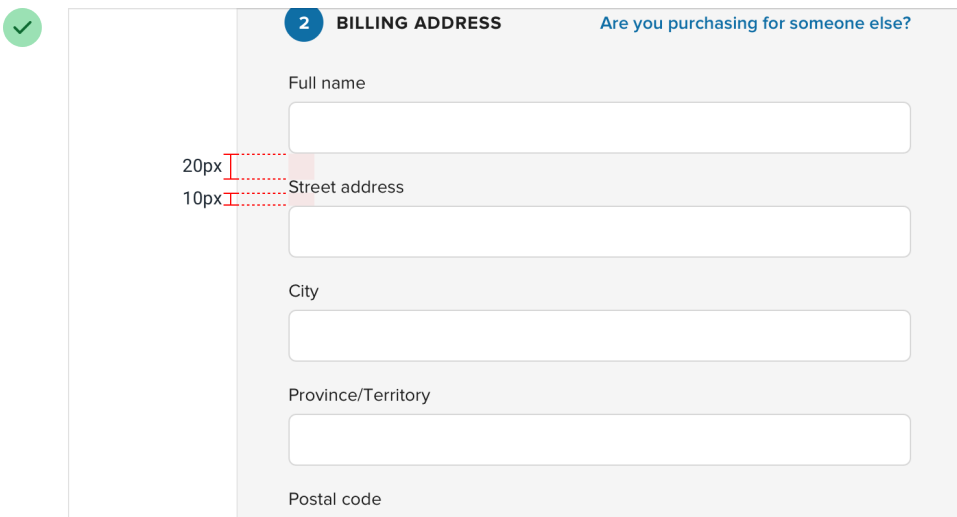 2 BILLING ADDRESS Are you purchasing for someone else?
Full name
20px
Street address
10px
City
Province/Territory
Postal code